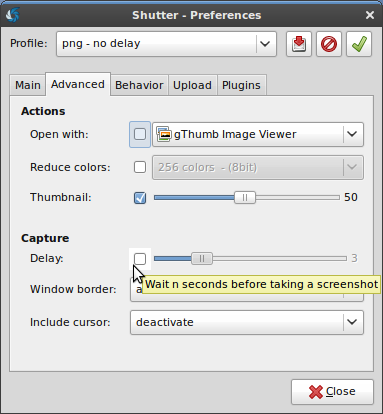 Shutter - Preferences
Profile: png - no delay
Main Advanced Behavior Upload Plugins
Actions
Open with: gThumb Image Viewer
Reduce colors: 256 colors - (8bit)
Thumbnail: 50
Capture
Delay: 3
Wait n seconds before taking a screenshot
Window border:
Include cursor: deactivate
Close